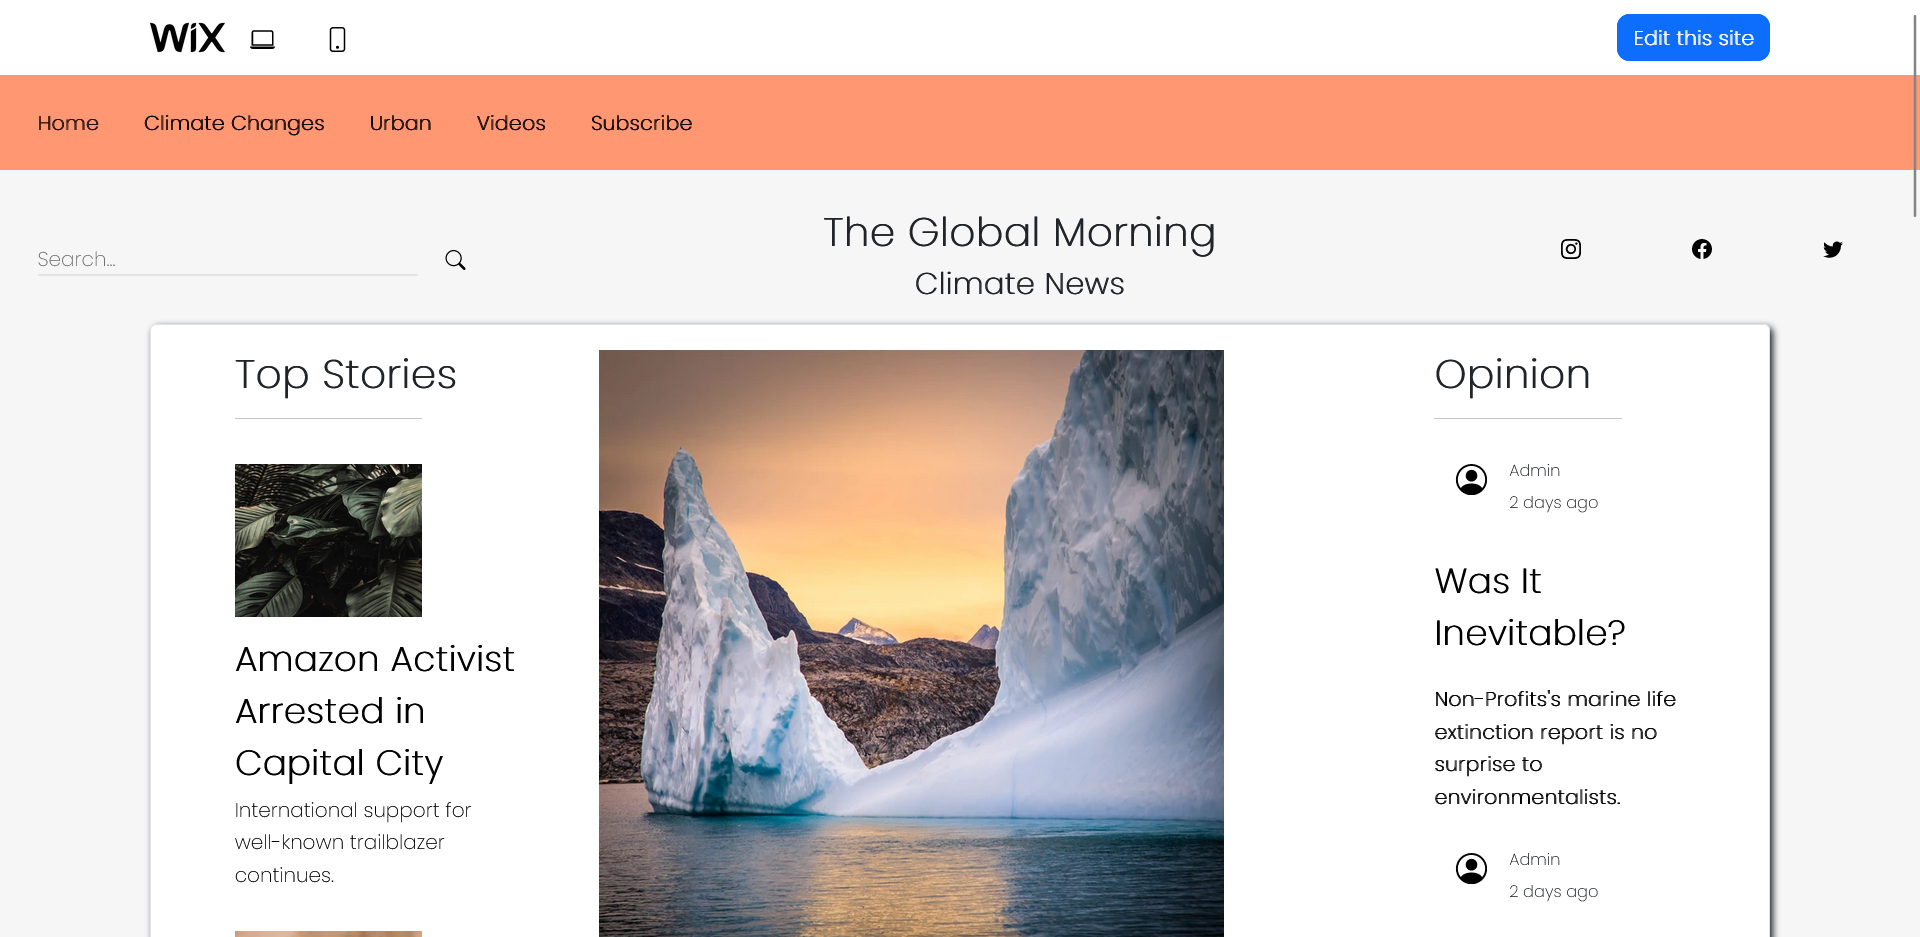 WiX
Edit this site
Home
Climate Changes
Urban
Videos
Subscribe
Search...
The Global Morning
Climate News
Top Stories
Amazon Activist
Arrested in
Capital City
International support for
well-known trailblazer
continues.
Opinion
Admin
2 days ago
Was It
Inevitable?
Non-Profits's marine life
extinction report is no
surprise to
environmentalists.
Admin
2 days ago